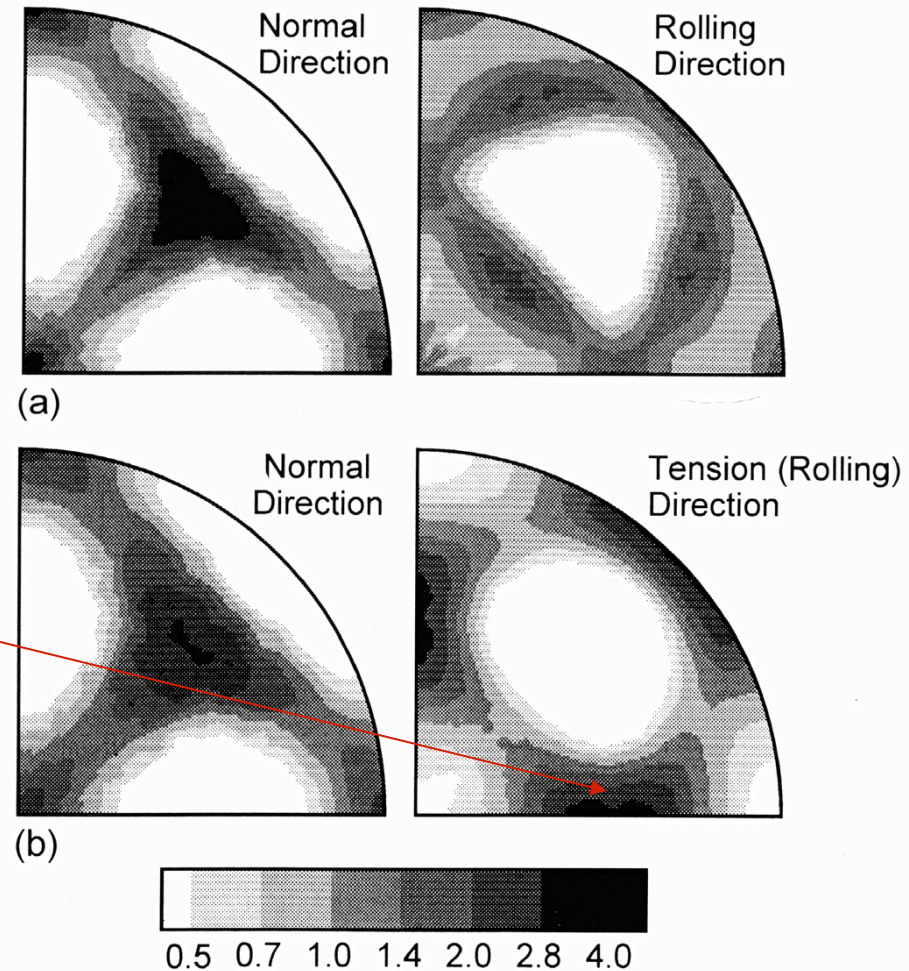 Normal
Direction
Rolling
Direction
(a)
Normal
Direction
Tension (Rolling)
Direction
(b)
0.5 0.7 1.0 1.4 2.0 2.8 4.0